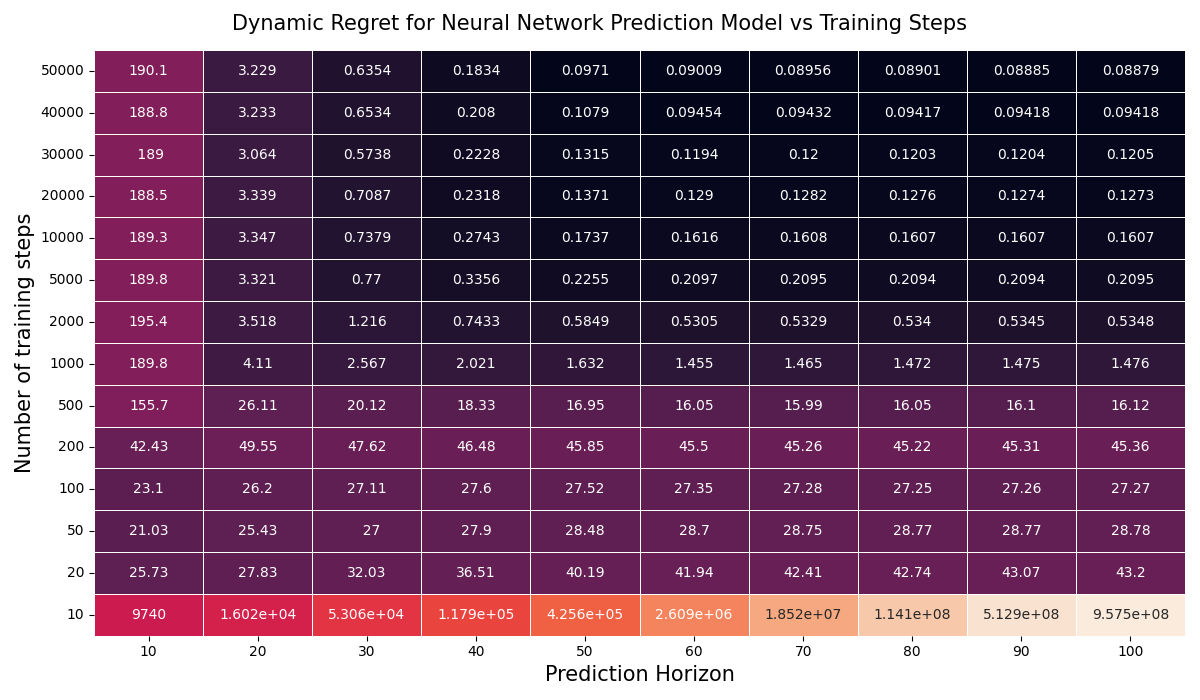 Dynamic Regret for Neural Network Prediction Model vs Training Steps
Number of training steps
50000 190.1 3.229 0.6354 0.1834 0.0971 0.09009 0.08956 0.08901 0.08885 0.08879
40000 188.8 3.233 0.6534 0.208 0.1079 0.09454 0.09432 0.09417 0.09418 0.09418
30000 189 3.064 0.5738 0.2228 0.1315 0.1194 0.12 0.1203 0.1204 0.1205
20000 188.5 3.339 0.7087 0.2318 0.1371 0.129 0.1282 0.1276 0.1274 0.1273
10000 189.3 3.347 0.7379 0.2743 0.1737 0.1616 0.1608 0.1607 0.1607 0.1607
5000 189.8 3.321 0.77 0.3356 0.2255 0.2097 0.2095 0.2094 0.2094 0.2095
2000 195.4 3.518 1.216 0.7433 0.5849 0.5305 0.5329 0.534 0.5345 0.5348
1000 189.8 4.11 2.567 2.021 1.632 1.455 1.465 1.472 1.475 1.476
500 155.7 26.11 20.12 18.33 16.95 16.05 15.99 16.05 16.1 16.12
200 42.43 49.55 47.62 46.48 45.85 45.5 45.26 45.22 45.31 45.36
100 23.1 26.2 27.11 27.6 27.52 27.35 27.28 27.25 27.26 27.27
50 21.03 25.43 27 27.9 28.48 28.7 28.75 28.77 28.77 28.78
20 25.73 27.83 32.03 36.51 40.19 41.94 42.41 42.74 43.07 43.2
10 9740 1.602e+04 5.306e+04 1.179e+05 4.256e+05 2.609e+06 1.852e+07 1.141e+08 5.129e+08 9.575e+08
10 20 30 40 50 60 70 80 90 100
Prediction Horizon